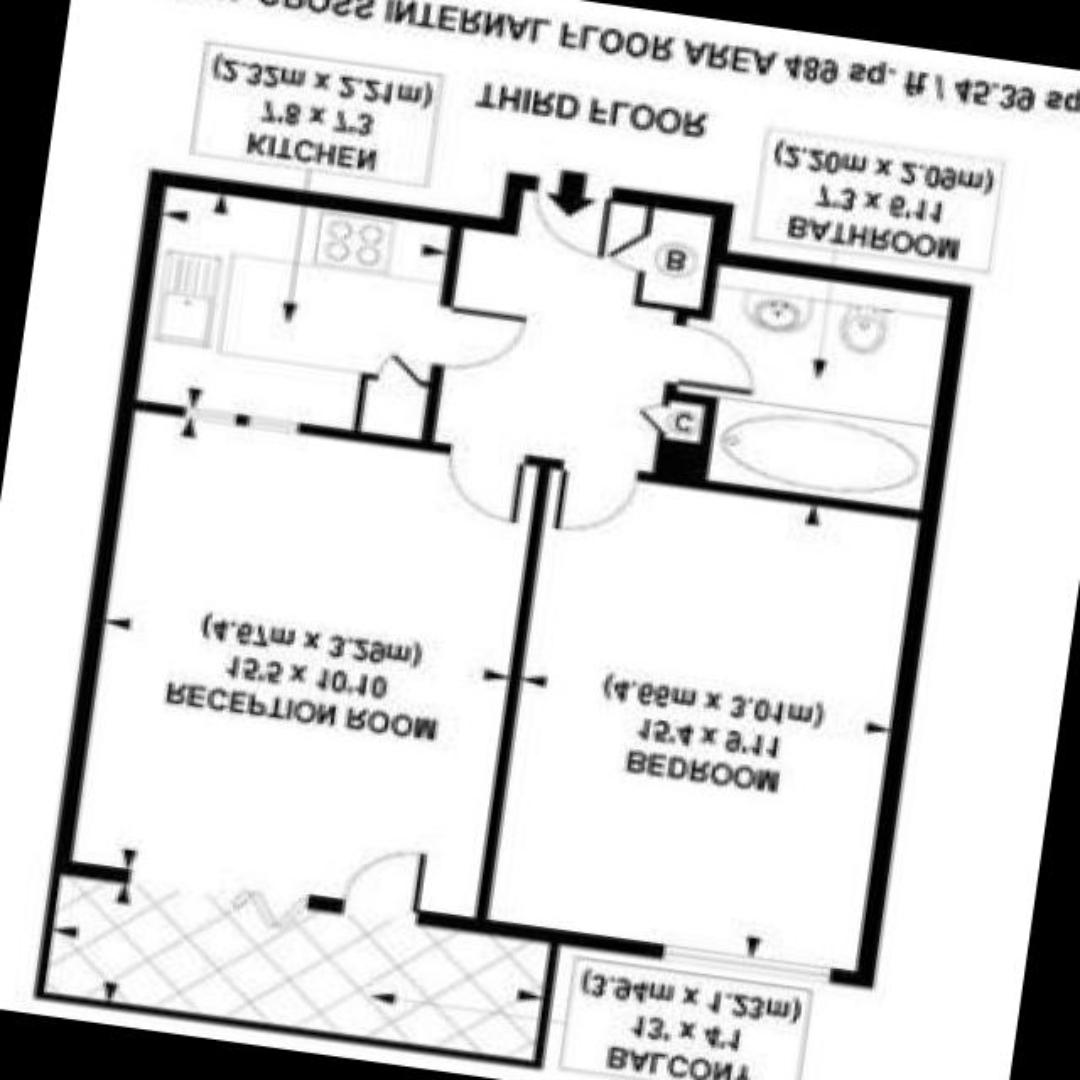 BALCONY
13' x 4'1
(3.94m x 1.23m)
BEDROOM
15'4 x 9'11
(4.66m x 3.01m)
RECEPTION ROOM
15'5 x 10'10
(4.67m x 3.29m)
C
B
BATHROOM
7'3 x 6'11
(2.20m x 2.09m)
KITCHEN
7'8 x 7'3
(2.32m x 2.21m)
THIRD FLOOR
GROSS INTERNAL FLOOR AREA 489 sq. ft / 45.39 sq